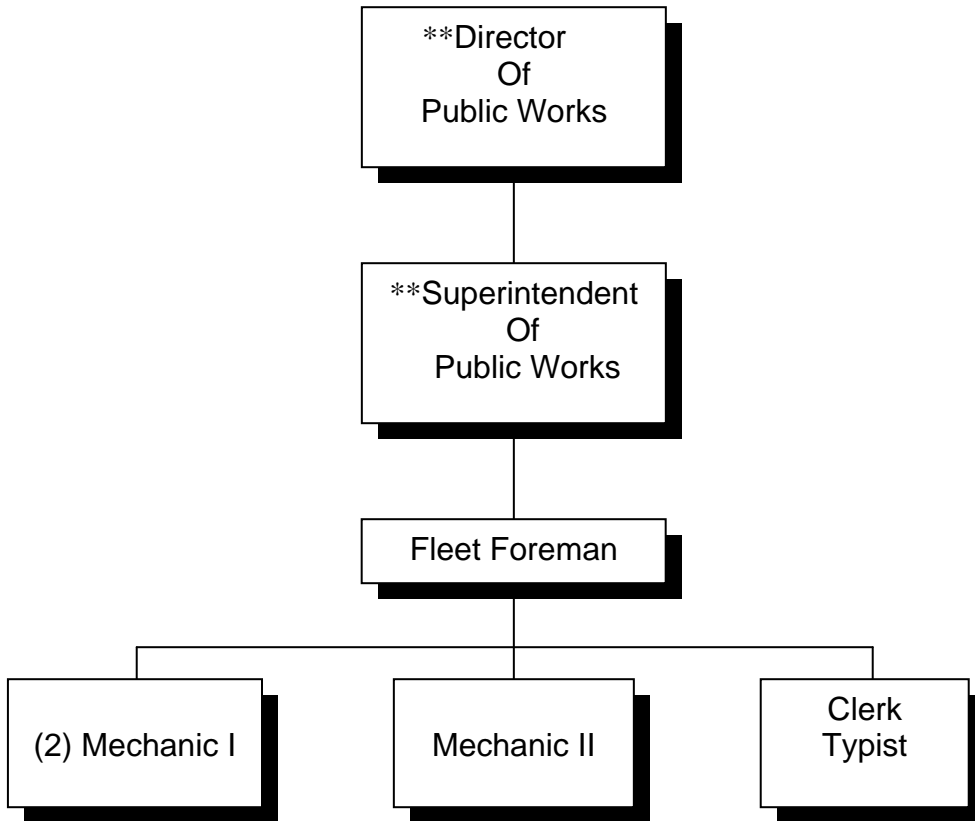 **Director
Of
Public Works
**Superintendent
Of
Public Works
Fleet Foreman
(2) Mechanic I
Mechanic II
Clerk
Typist